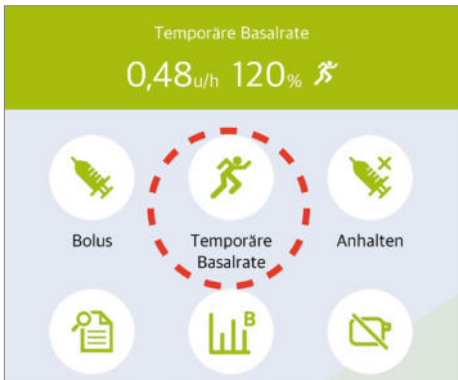 Temporäre Basalrate
0,48u/h 120%
Bolus
Temporäre
Basalrate
Anhalten
B